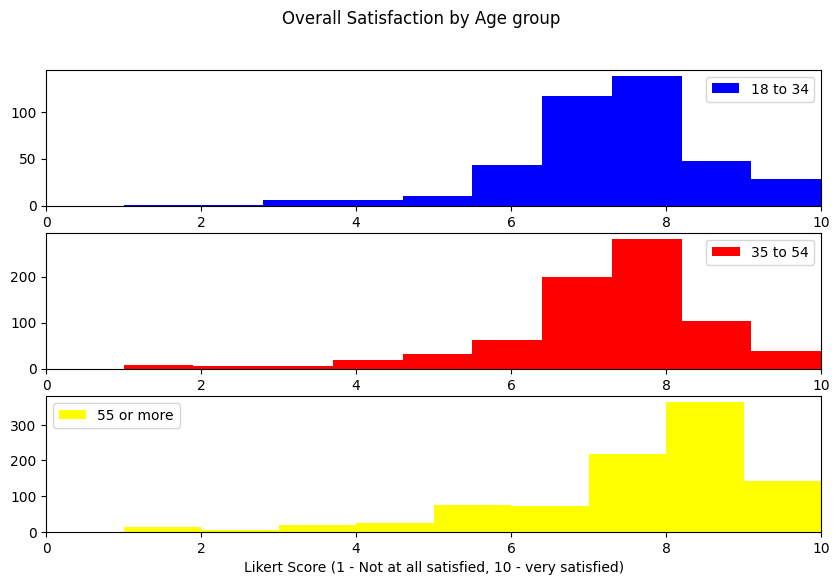 Overall Satisfaction by Age group
18 to 34
100
50
0
0 2 4 6 8 10
35 to 54
200
100
0
0 2 4 6 8 10
55 or more
300
200
100
0
0 2 4 6 8 10
Likert Score (1 - Not at all satisfied, 10 - very satisfied)